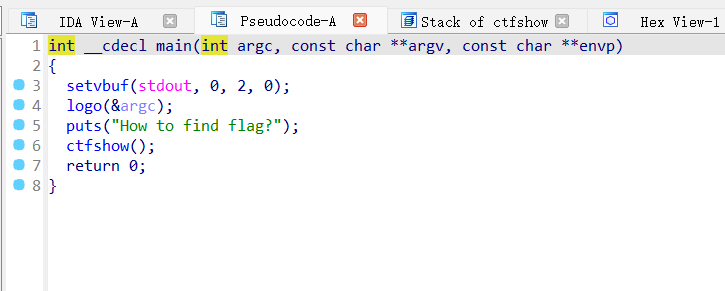 IDA View-A Pseudocode-A Stack of ctfshow Hex View-1
1 int __cdecl main(int argc, const char **argv, const char **envp)
2 {
3 setvbuf(stdout, 0, 2, 0);
4 logo(&argc);
5 puts("How to find flag?");
6 ctfshow();
7 return 0;
8 }